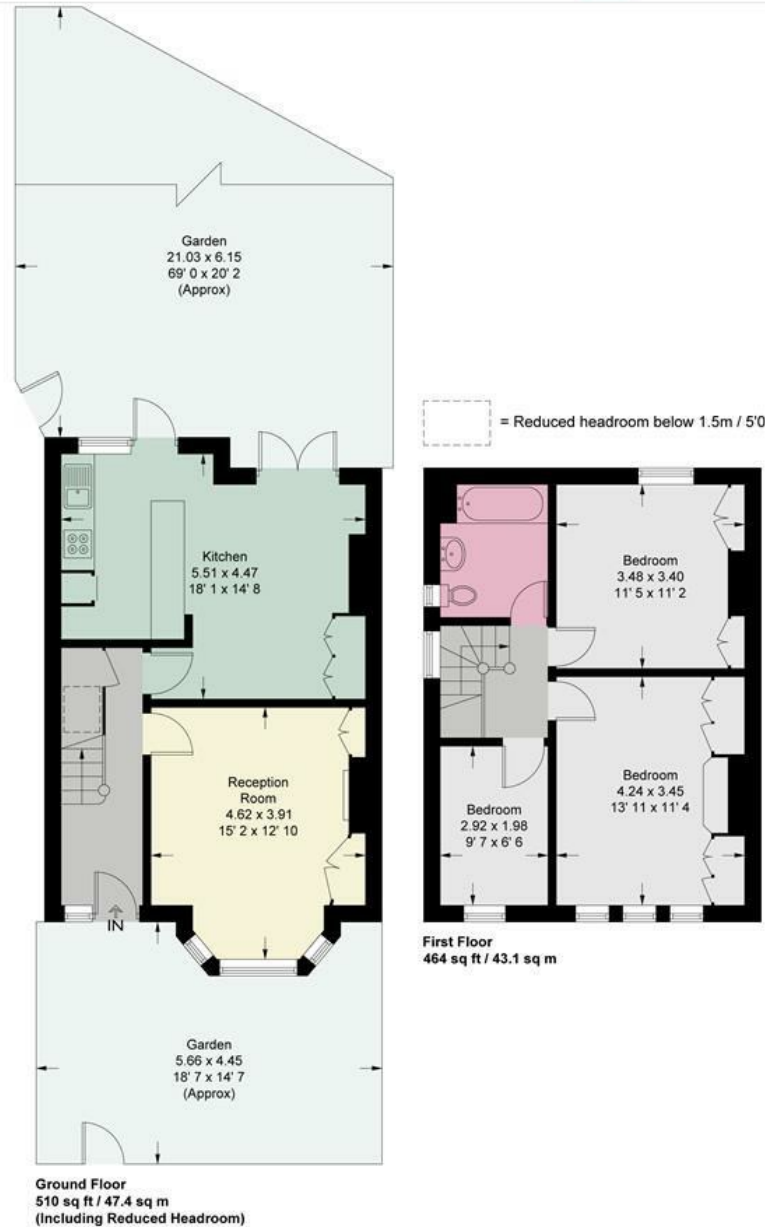 Garden
21.03 x 6.15
69' 0 x 20' 2
(Approx)
= Reduced headroom below 1.5m / 5'0
Kitchen
5.51 x 4.47
18' 1 x 14' 8
Bedroom
3.48 x 3.40
11' 5 x 11' 2
Reception
Room
4.62 x 3.91
15' 2 x 12' 10
Bedroom
4.24 x 3.45
13' 11 x 11' 4
Bedroom
2.92 x 1.98
9' 7 x 6' 6
IN
First Floor
464 sq ft / 43.1 sq m
Garden
5.66 x 4.45
18' 7 x 14' 7
(Approx)
Ground Floor
510 sq ft / 47.4 sq m
(Including Reduced Headroom)